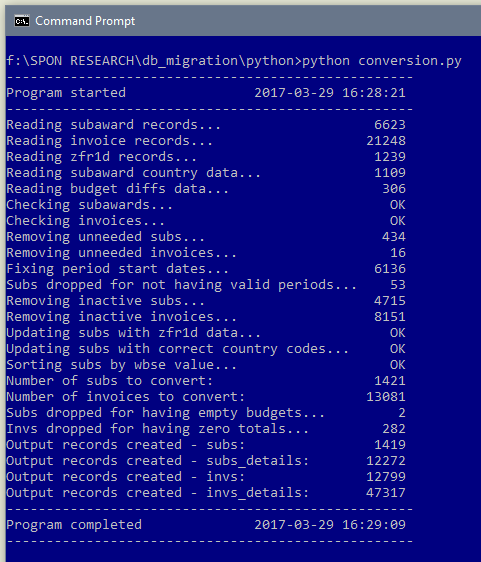 Command Prompt
f:\SPON RESEARCH\db_migration\python>python conversion.py
---------------------------------------------------
Program started                2017-03-29 16:28:21
---------------------------------------------------
Reading subaward records...                   6623
Reading invoice records...                   21248
Reading zfr1d records...                      1239
Reading subaward country data...              1109
Reading budget diffs data...                   306
Checking subawards...                           OK
Checking invoices...                            OK
Removing unneeded subs...                      434
Removing unneeded invoices...                   16
Fixing period start dates...                  6136
Subs dropped for not having valid periods...    53
Removing inactive subs...                     4715
Removing inactive invoices...                 8151
Updating subs with zfr1d data...                OK
Updating subs with correct country codes...     OK
Sorting subs by wbse value...                   OK
Number of subs to convert:                    1421
Number of invoices to convert:               13081
Subs dropped for having empty budgets...         2
Invs dropped for having zero totals...         282
Output records created - subs:                1419
Output records created - subs_details:       12272
Output records created - invs:               12799
Output records created - invs_details:       47317
---------------------------------------------------
Program completed              2017-03-29 16:29:09
---------------------------------------------------